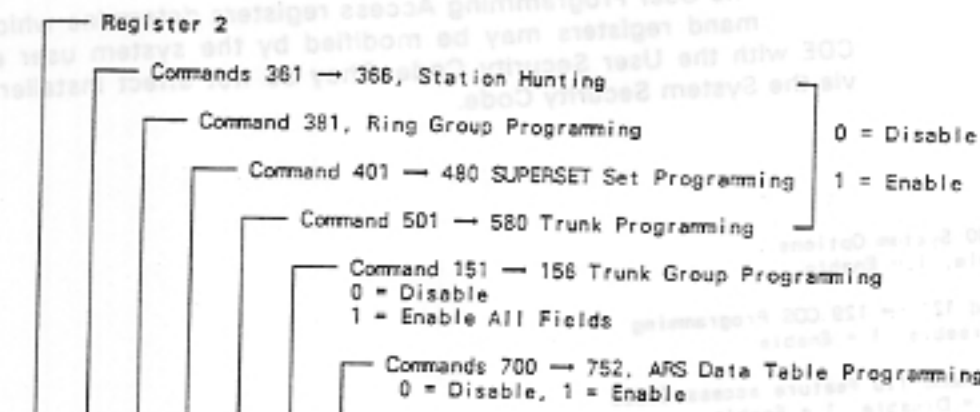 Register 2
Commands 361 → 366, Station Hunting
Command 381, Ring Group Programming
0 = Disable
Command 401 → 480 SUPERSET Set Programming
1 = Enable
Command 501 → 580 Trunk Programming
Command 151 → 156 Trunk Group Programming
0 = Disable
1 = Enable All Fields
Commands 700 → 752, ARS Data Table Programming
0 = Disable, 1 = Enable